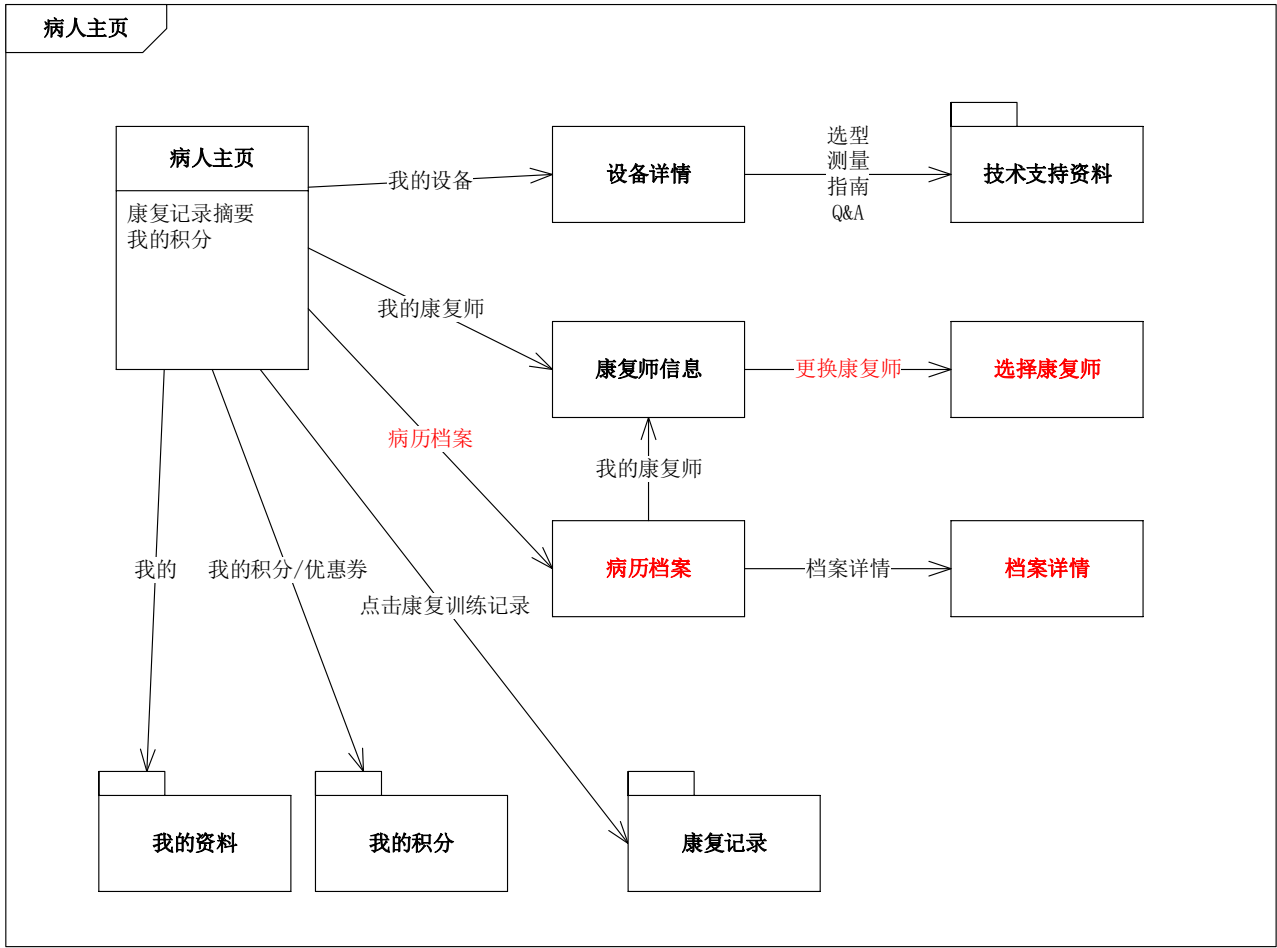 病人主页
病人主页
康复记录摘要
我的积分
我的设备
设备详情
选型
测量
指南
Q&A
技术支持资料
我的康复师
康复师信息
更换康复师
选择康复师
病历档案
我的康复师
病历档案
档案详情
档案详情
我的
我的积分/优惠券
点击康复训练记录
我的资料
我的积分
康复记录